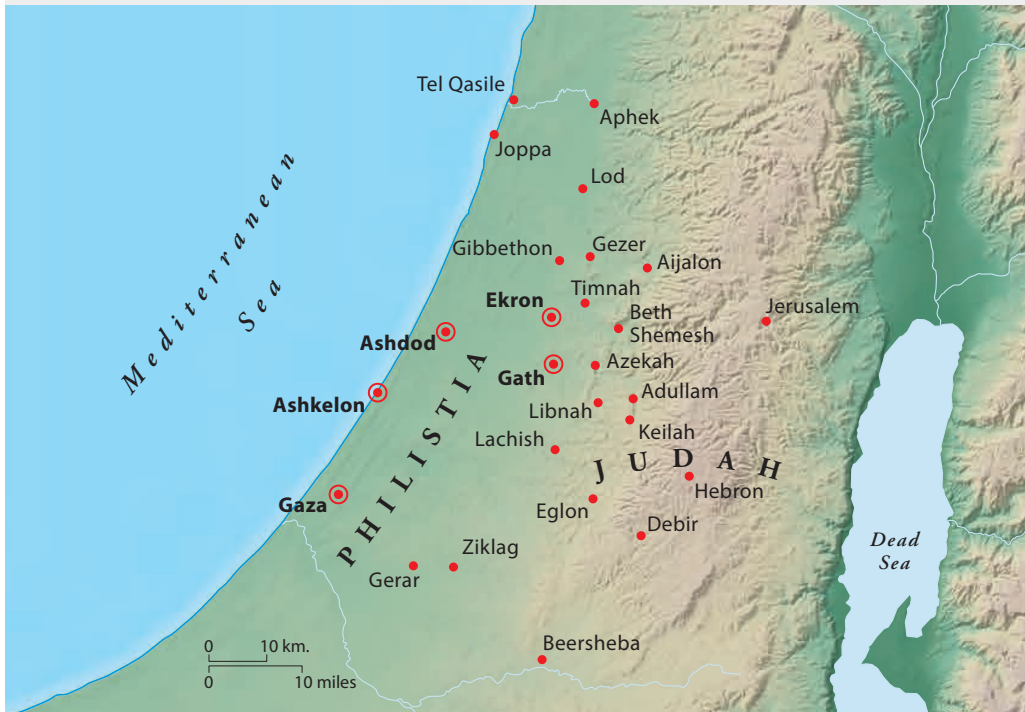 Tel Qasile
Aphek
Joppa
Lod
Mediterranean
Sea
Gibbethon
Gezer
Aijalon
Timnah
Ekron
Beth
Shemesh
Jerusalem
Ashdod
Gath
Azekah
PHILISTIA
Ashkelon
Libnah
Adullam
Keilah
Lachish
JUDAH
Hebron
Gaza
Eglon
Debir
Dead
Sea
Ziklag
Gerar
Beersheba
0 10 km.
0 10 miles